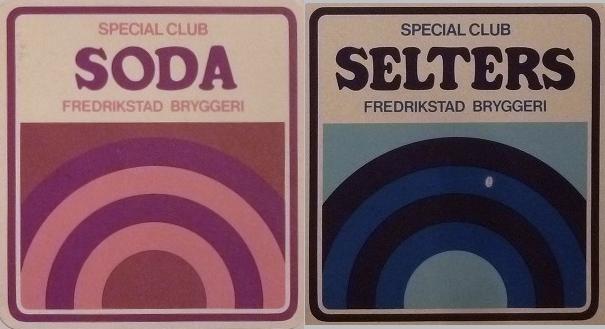 SPECIAL CLUB
SODA
FREDRIKSTAD BRYGGERI
SPECIAL CLUB
SELTERS
FREDRIKSTAD BRYGGERI